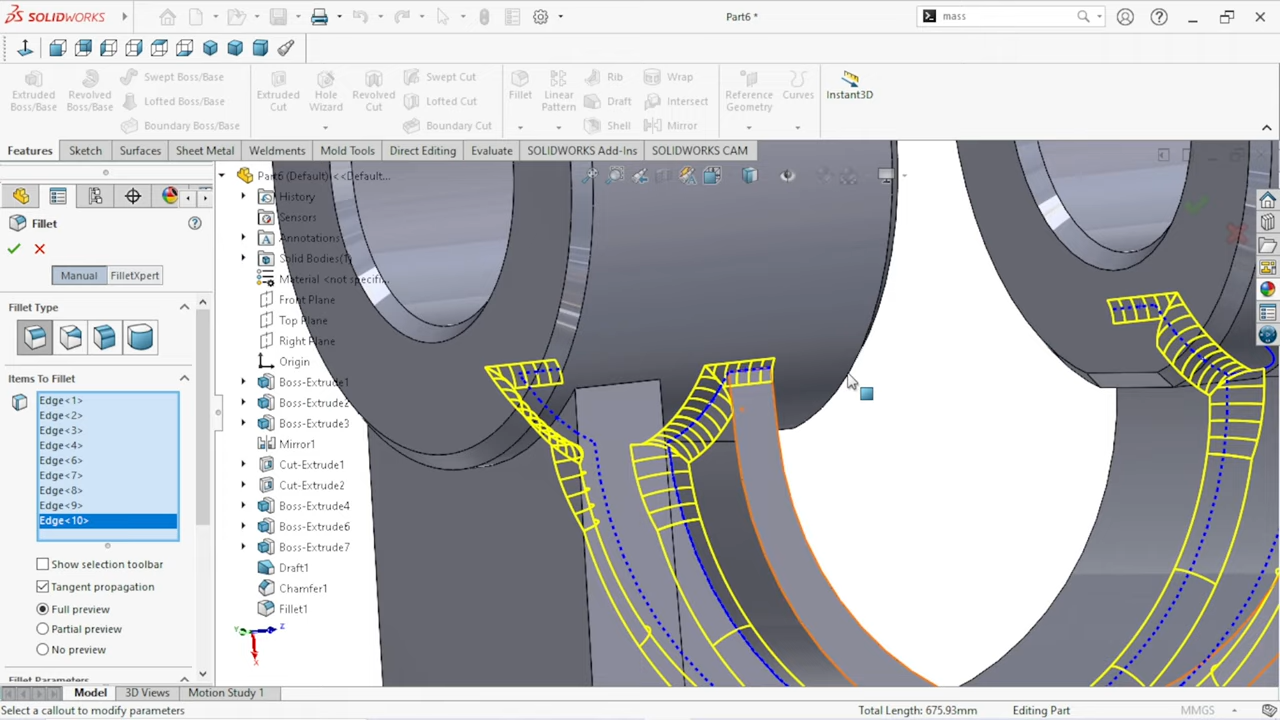 SOLIDWORKS
Part6 *
mass
Extruded Boss/Base
Revolved Boss/Base
Swept Boss/Base
Lofted Boss/Base
Boundary Boss/Base
Extruded Cut
Hole Wizard
Revolved Cut
Swept Cut
Lofted Cut
Boundary Cut
Fillet
Linear Pattern
Rib
Draft
Shell
Wrap
Intersect
Mirror
Reference Geometry
Curves
Instant3D
Features
Sketch
Surfaces
Sheet Metal
Weldments
Mold Tools
Direct Editing
Evaluate
SOLIDWORKS Add-Ins
SOLIDWORKS CAM
Fillet
Manual
FilletXpert
Fillet Type
Items To Fillet
Edge<1>
Edge<2>
Edge<3>
Edge<4>
Edge<6>
Edge<7>
Edge<8>
Edge<9>
Edge<10>
Show selection toolbar
Tangent propagation
Full preview
Partial preview
No preview
Fillet Parameters
Part6 (Default) <<Default...
History
Sensors
Annotations
Solid Bodies(1)
Material <not specifi...
Front Plane
Top Plane
Right Plane
Origin
Boss-Extrude1
Boss-Extrude2
Boss-Extrude3
Mirror1
Cut-Extrude1
Cut-Extrude2
Boss-Extrude4
Boss-Extrude6
Boss-Extrude7
Draft1
Chamfer1
Fillet1
Y
Z
X
Model
3D Views
Motion Study 1
Select a callout to modify parameters
Total Length: 675.93mm
Editing Part
MMGS